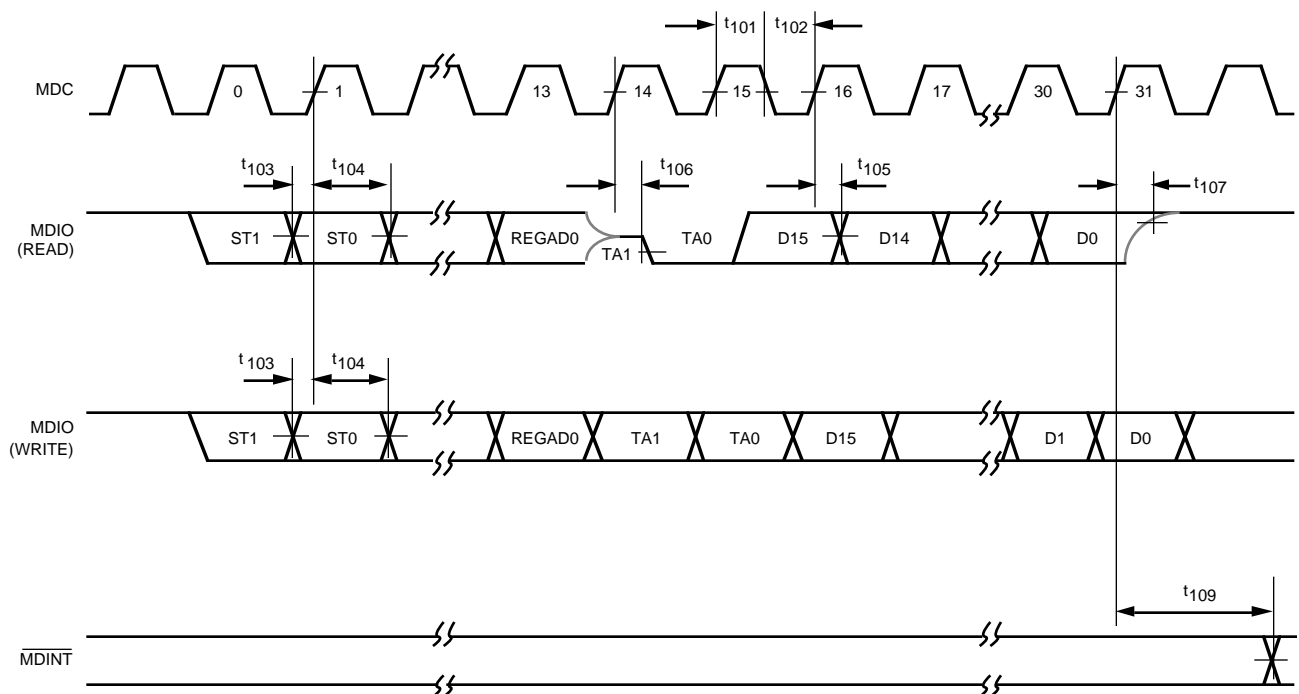 t101 t102
MDC 0 1 13 14 15 16 17 30 31
t103 t104 t106 t105 t107
MDIO
(READ)
ST1 ST0 REGAD0 TA1 TA0 D15 D14 D0
t103 t104
MDIO
(WRITE)
ST1 ST0 REGAD0 TA1 TA0 D15 D1 D0
t109
MDINT